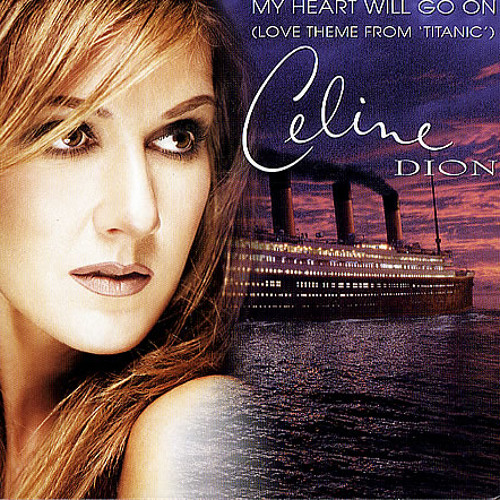 MY HEART WILL GO ON
(LOVE THEME FROM 'TITANIC')
Celine
DION